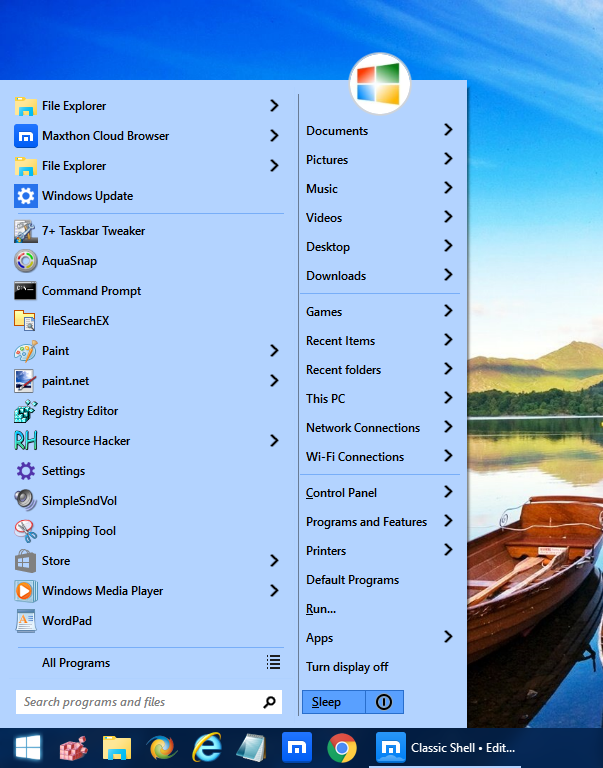 File Explorer
Maxthon Cloud Browser
File Explorer
Windows Update
7+ Taskbar Tweaker
AquaSnap
Command Prompt
FileSearchEX
Paint
paint.net
Registry Editor
RH Resource Hacker
Settings
SimpleSndVol
Snipping Tool
Store
Windows Media Player
WordPad
All Programs
Search programs and files
Documents
Pictures
Music
Videos
Desktop
Downloads
Games
Recent Items
Recent folders
This PC
Network Connections
Wi-Fi Connections
Control Panel
Programs and Features
Printers
Default Programs
Run...
Apps
Turn display off
Sleep
Classic Shell • Edit...